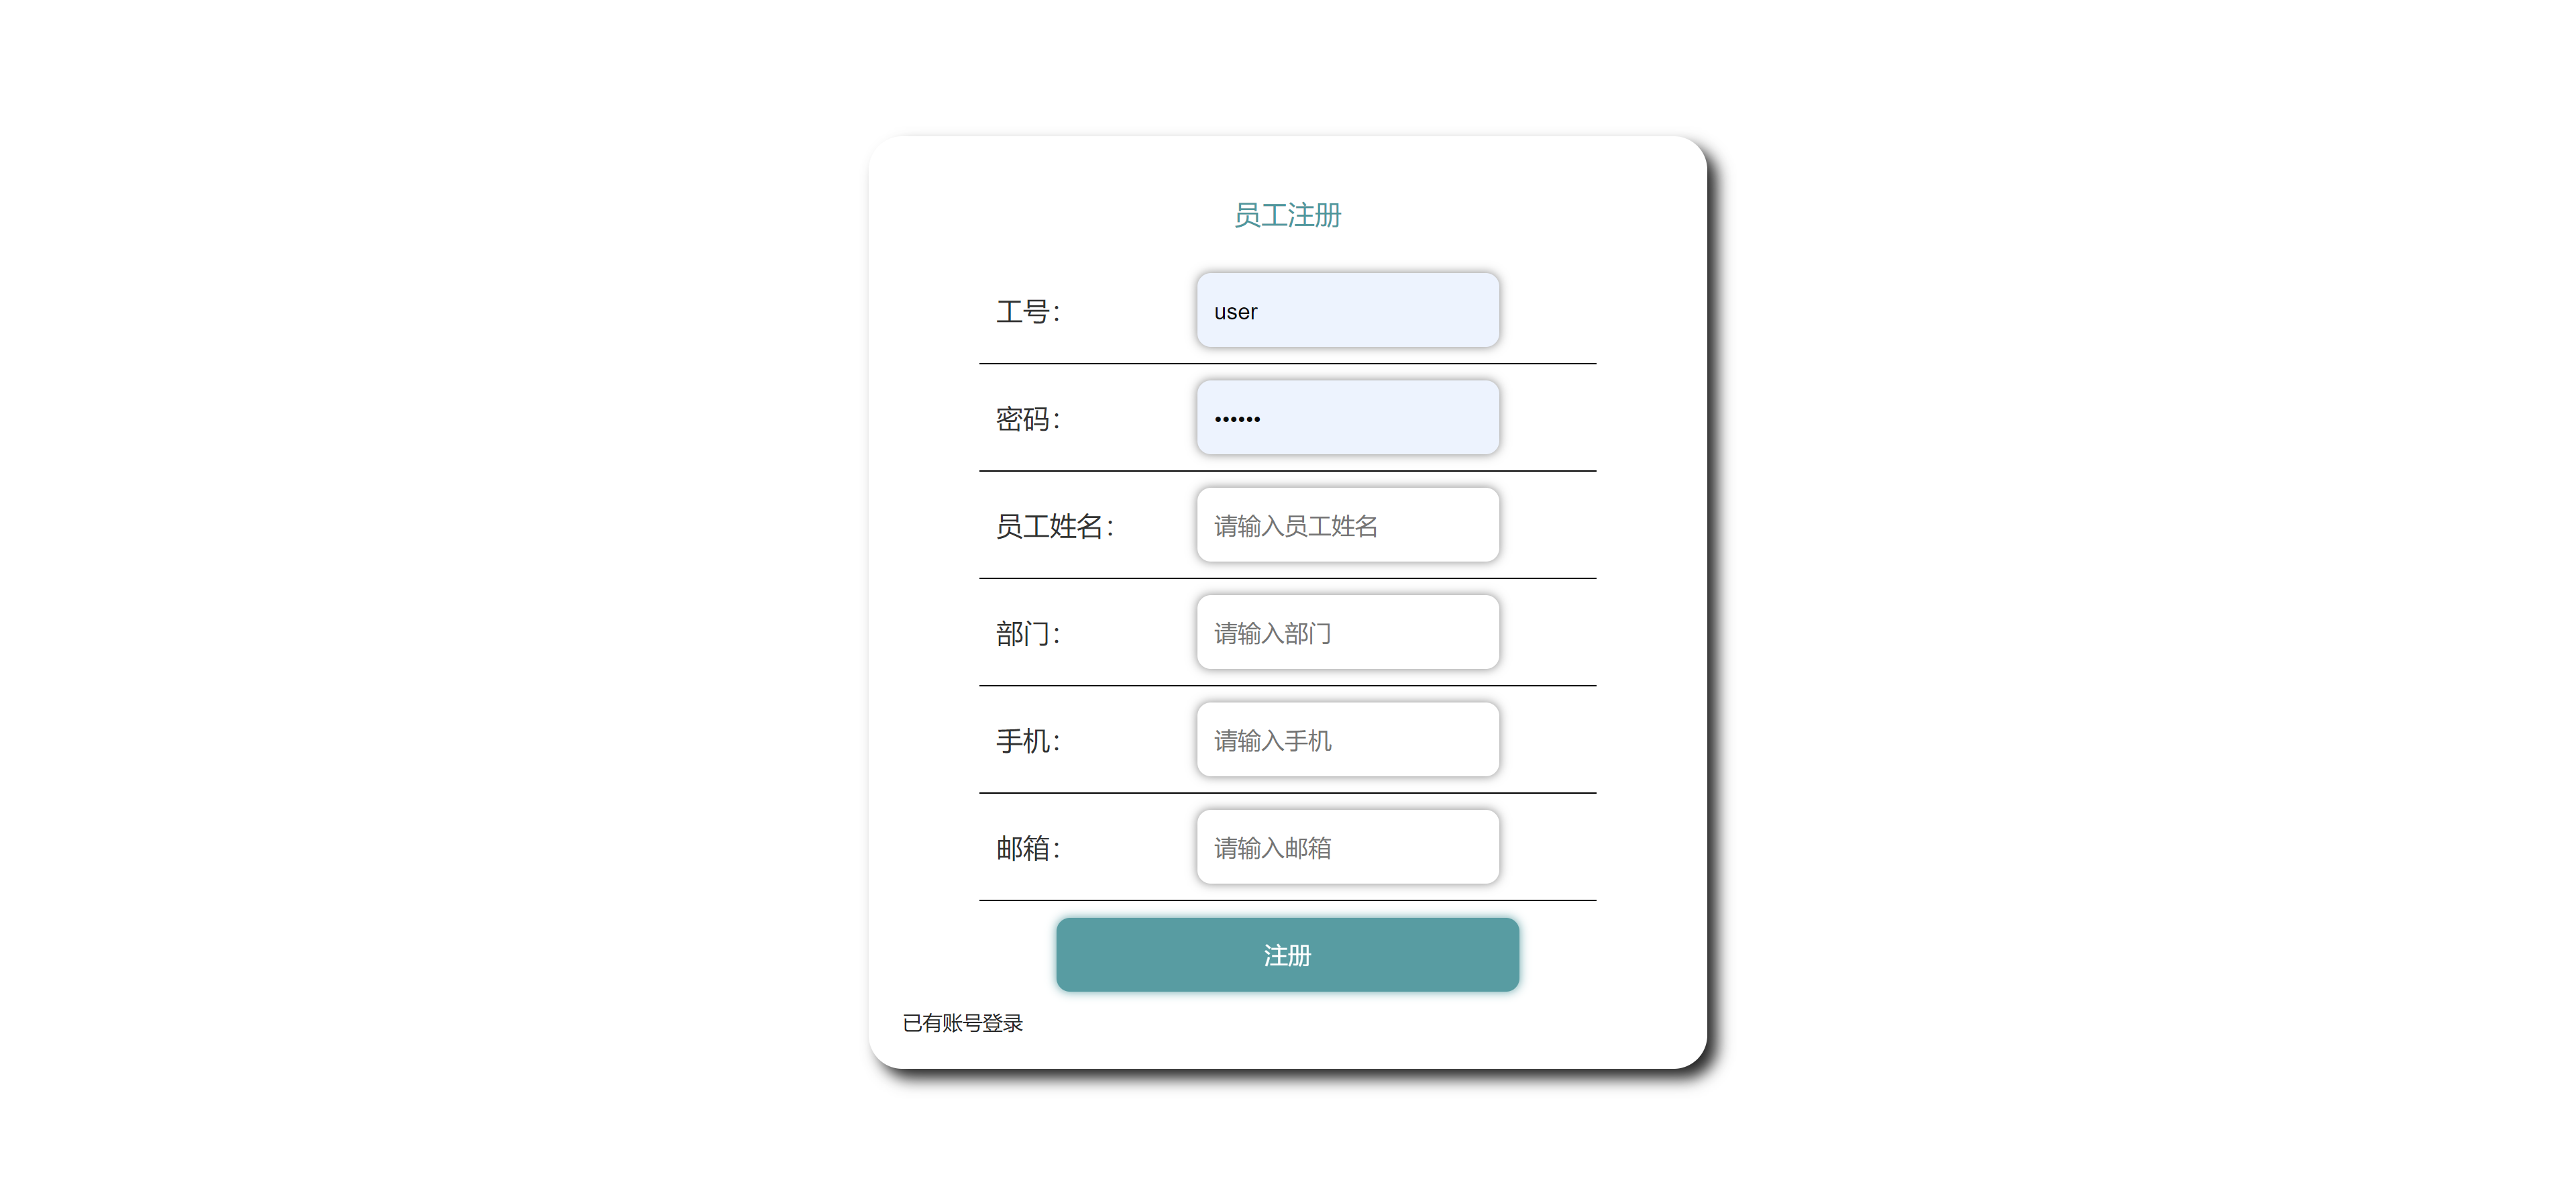 员工注册
工号：
user
密码：
••••••
员工姓名：
请输入员工姓名
部门：
请输入部门
手机：
请输入手机
邮箱：
请输入邮箱
注册
已有账号登录